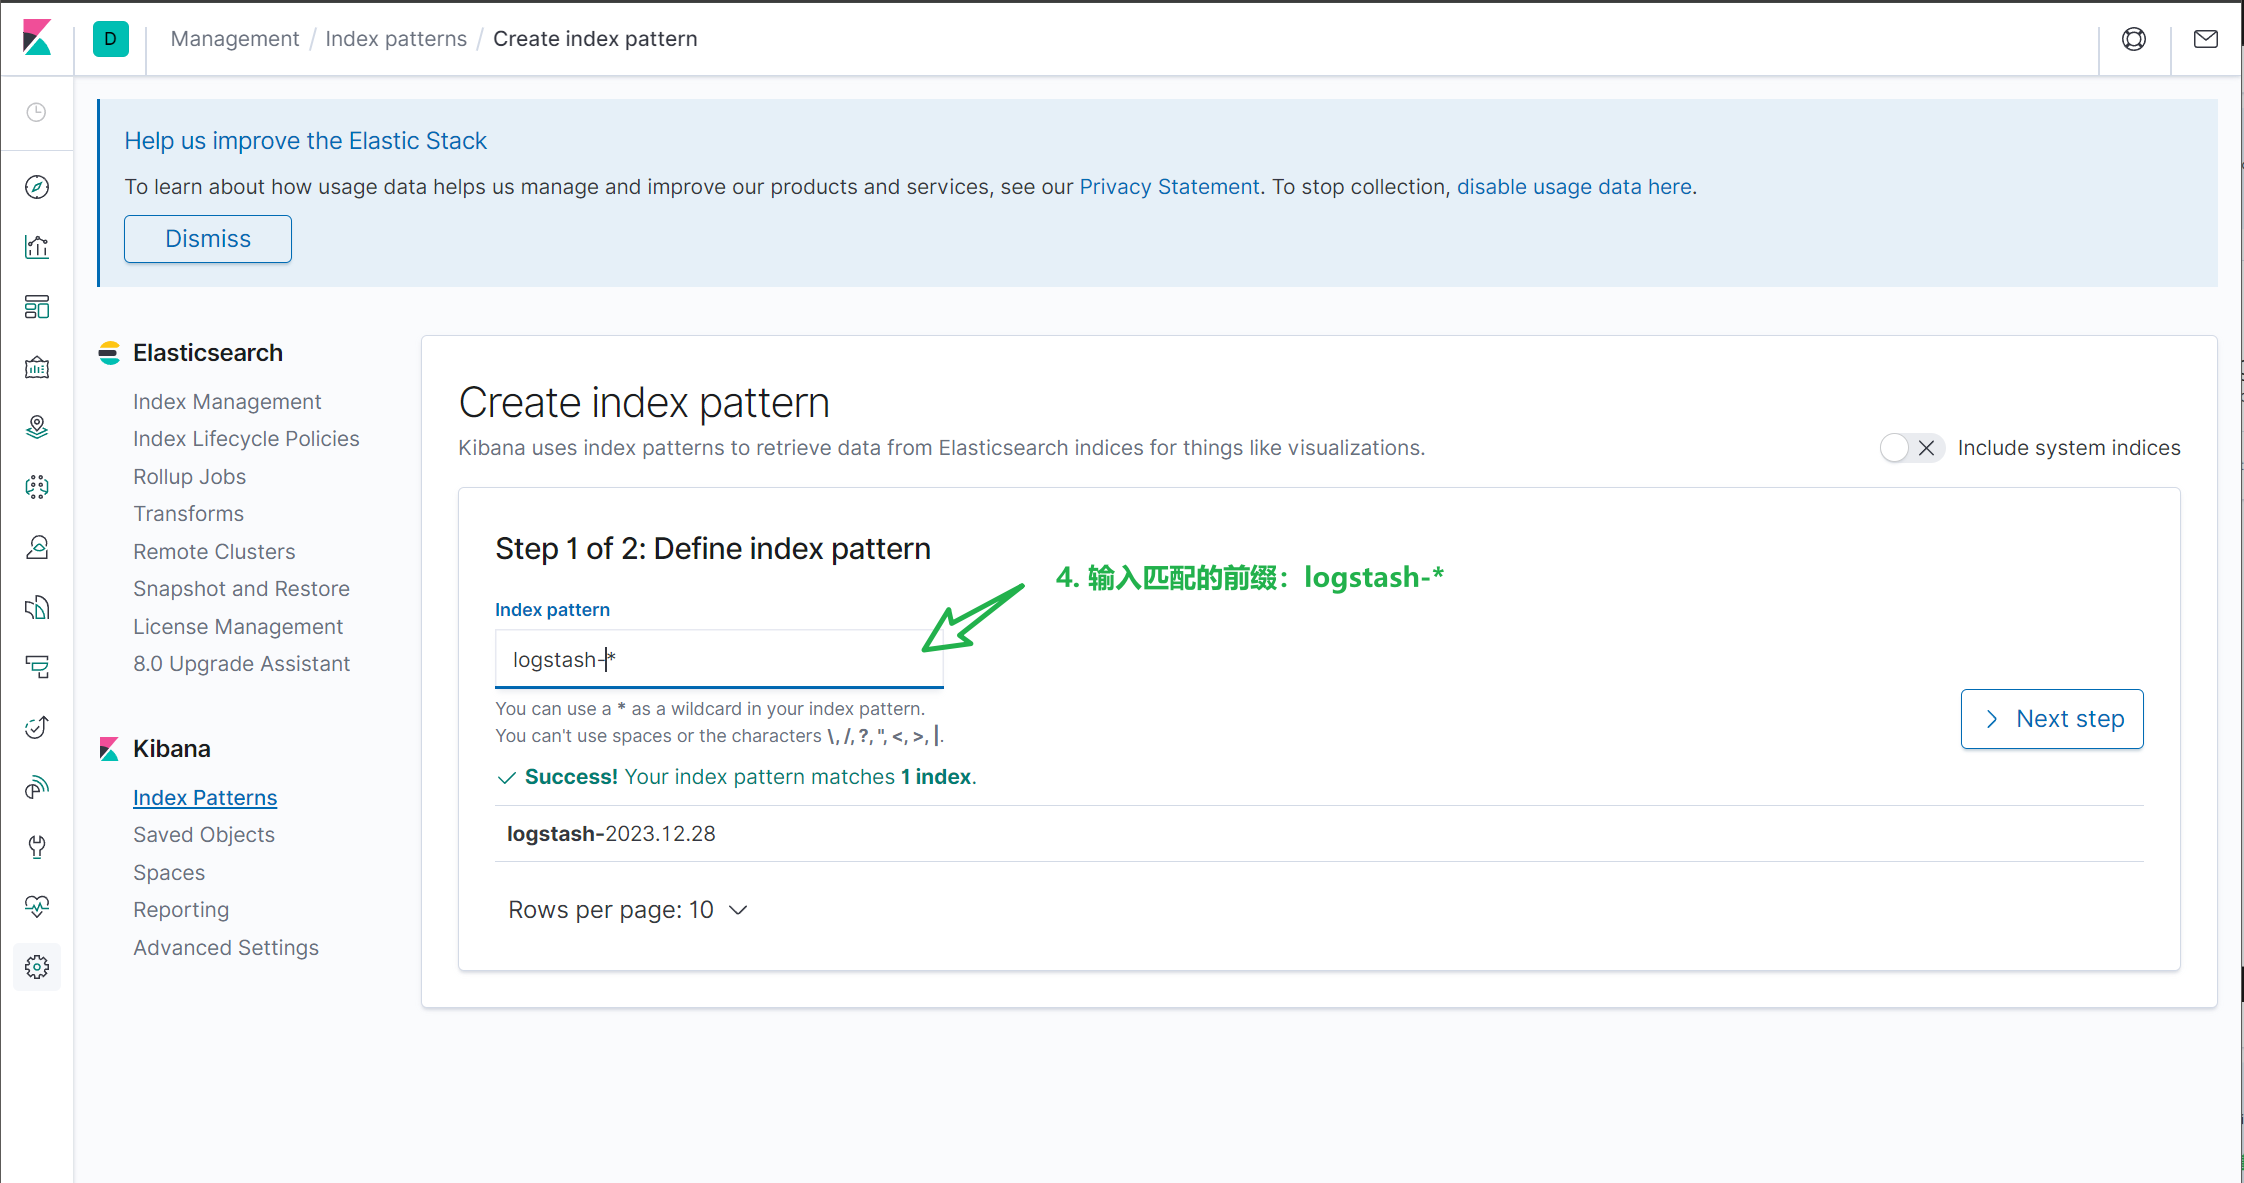 D
Management / Index patterns / Create index pattern
Help us improve the Elastic Stack
To learn about how usage data helps us manage and improve our products and services, see our Privacy Statement. To stop collection, disable usage data here.
Dismiss
Elasticsearch
Index Management
Index Lifecycle Policies
Rollup Jobs
Transforms
Remote Clusters
Snapshot and Restore
License Management
8.0 Upgrade Assistant
Kibana
Index Patterns
Saved Objects
Spaces
Reporting
Advanced Settings
Create index pattern
Kibana uses index patterns to retrieve data from Elasticsearch indices for things like visualizations.
Include system indices
Step 1 of 2: Define index pattern
4. 输入匹配的前缀：logstash-*
Index pattern
logstash-*
You can use a * as a wildcard in your index pattern.
You can't use spaces or the characters \, /, ?, ", <, >, |.
Next step
Success! Your index pattern matches 1 index.
logstash-2023.12.28
Rows per page: 10